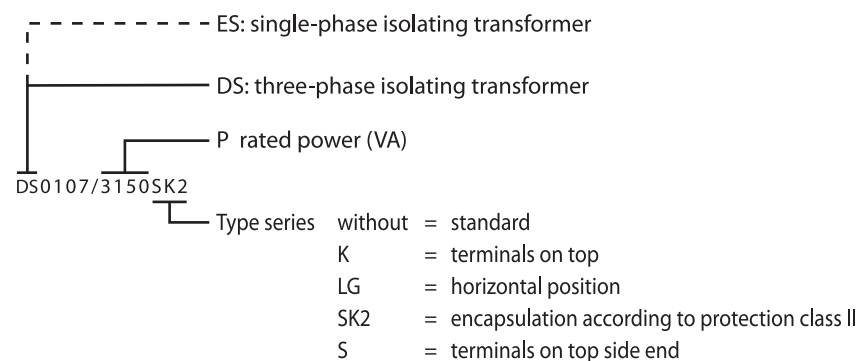 ES: single-phase isolating transformer
DS: three-phase isolating transformer
P rated power (VA)
DS0107/3150SK2
Type series without = standard
K = terminals on top
LG = horizontal position
SK2 = encapsulation according to protection class II
S = terminals on top side end